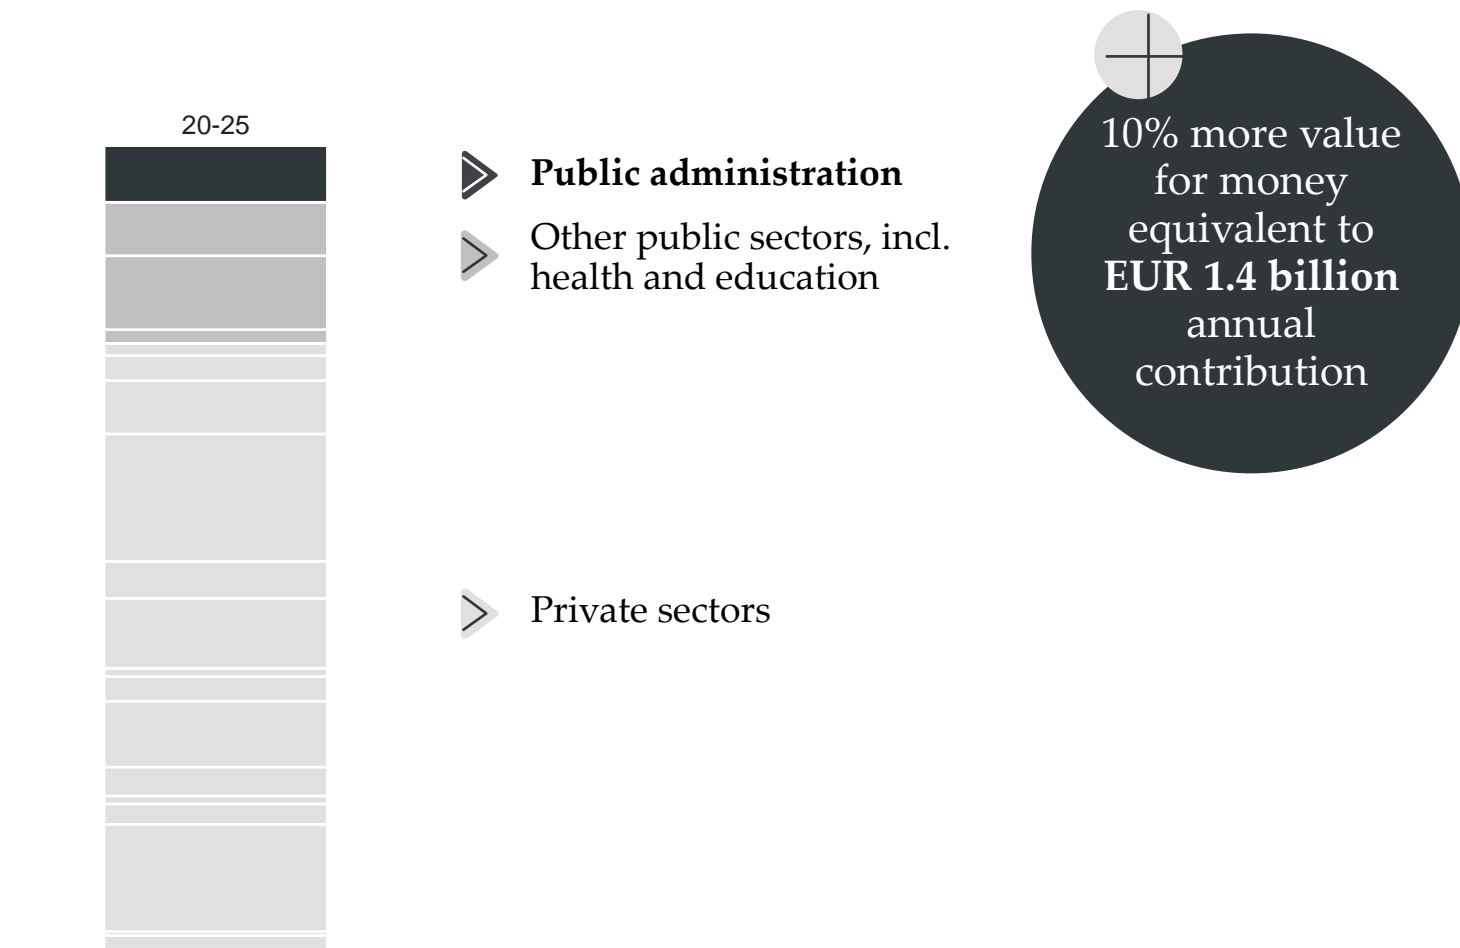 20-25
Public administration
Other public sectors, incl.
health and education
Private sectors
10% more value
for money
equivalent to
EUR 1.4 billion
annual
contribution